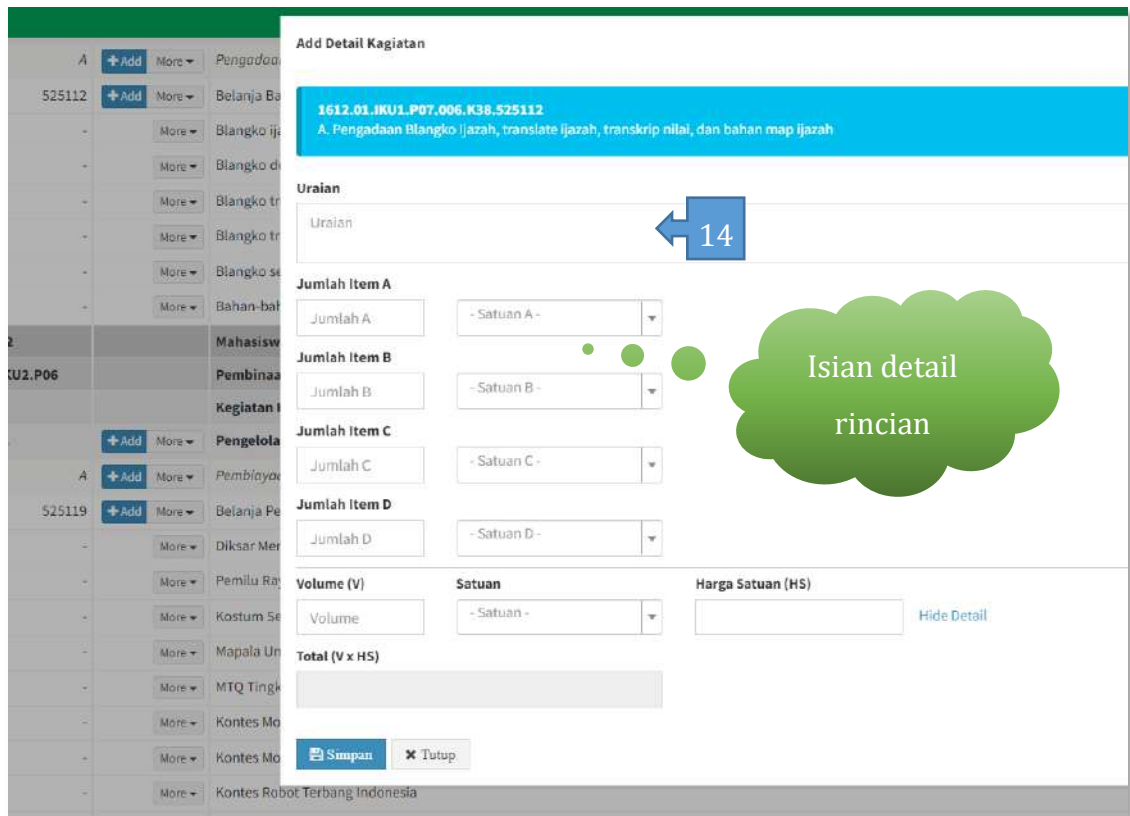 Add Detail Kagiatan
A +Add More Pengadaa
525112 +Add More Belanja Ba
1612.01.IKU1.P07.006.K38.525112
A. Pengadaan Blangko Ijazah, translate ijazah, transkrip nilai, dan bahan map ijazah
- More Blangko ija
- More Blangko d
- More Blangko tr
- More Blangko tr
- More Blangko se
- More Bahan-bah
Uraian
Uraian
14
Jumlah Item A
Jumlah A - Satuan A -
Jumlah Item B
Jumlah B - Satuan B -
Jumlah Item C
Jumlah C - Satuan C -
Jumlah Item D
Jumlah D - Satuan D -
Isian detail
rincian
2 Mahasisw
KU2.P06 Pembinaa
Kegiatan
+Add More Pengelola
A +Add More Pembiaya
525119 +Add More Belanja Pe
- More Diksar Mer
- More Pemilu Ray
- More Kostum Se
- More Mapala Un
- More MTQ Tingk
- More Kontes Mo
- More Kontes Mo
- More Kontes Robot Terbang Indonesia
Volume (V) Satuan Harga Satuan (HS)
Volume - Satuan - Hide Detail
Total (V x HS)
Simpan Tutup